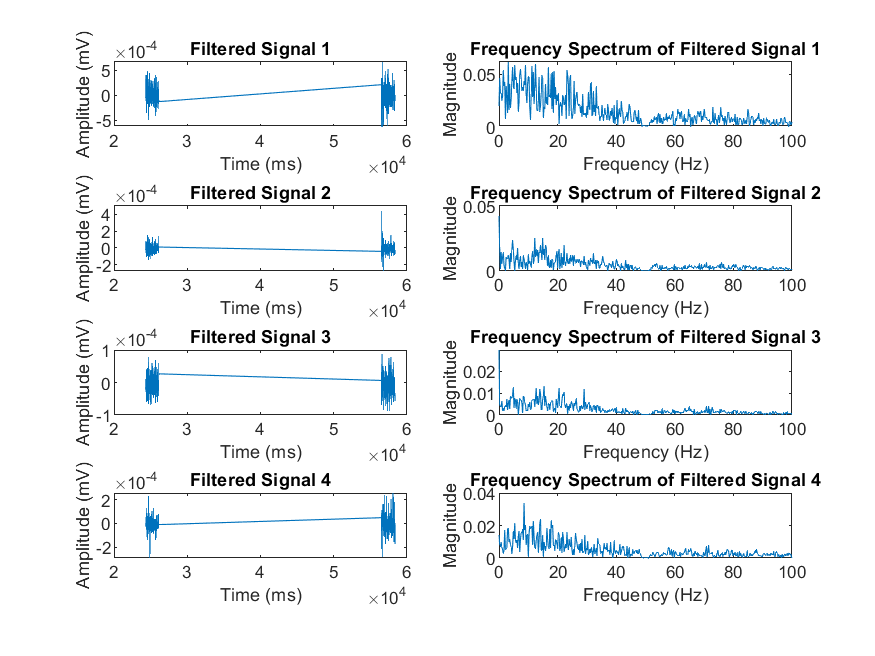 Filtered Signal 1
×10-4
Amplitude (mV)
5
0
-5
2 3 4 5 6
Time (ms)
×104
Frequency Spectrum of Filtered Signal 1
Magnitude
0.05
0
0 20 40 60 80 100
Frequency (Hz)
Filtered Signal 2
×10-4
Amplitude (mV)
4
2
0
-2
2 3 4 5 6
Time (ms)
×104
Frequency Spectrum of Filtered Signal 2
Magnitude
0.05
0
0 20 40 60 80 100
Frequency (Hz)
Filtered Signal 3
×10-4
Amplitude (mV)
1
0
-1
2 3 4 5 6
Time (ms)
×104
Frequency Spectrum of Filtered Signal 3
Magnitude
0.02
0.01
0
0 20 40 60 80 100
Frequency (Hz)
Filtered Signal 4
×10-4
Amplitude (mV)
2
0
-2
2 3 4 5 6
Time (ms)
×104
Frequency Spectrum of Filtered Signal 4
Magnitude
0.04
0.02
0
0 20 40 60 80 100
Frequency (Hz)